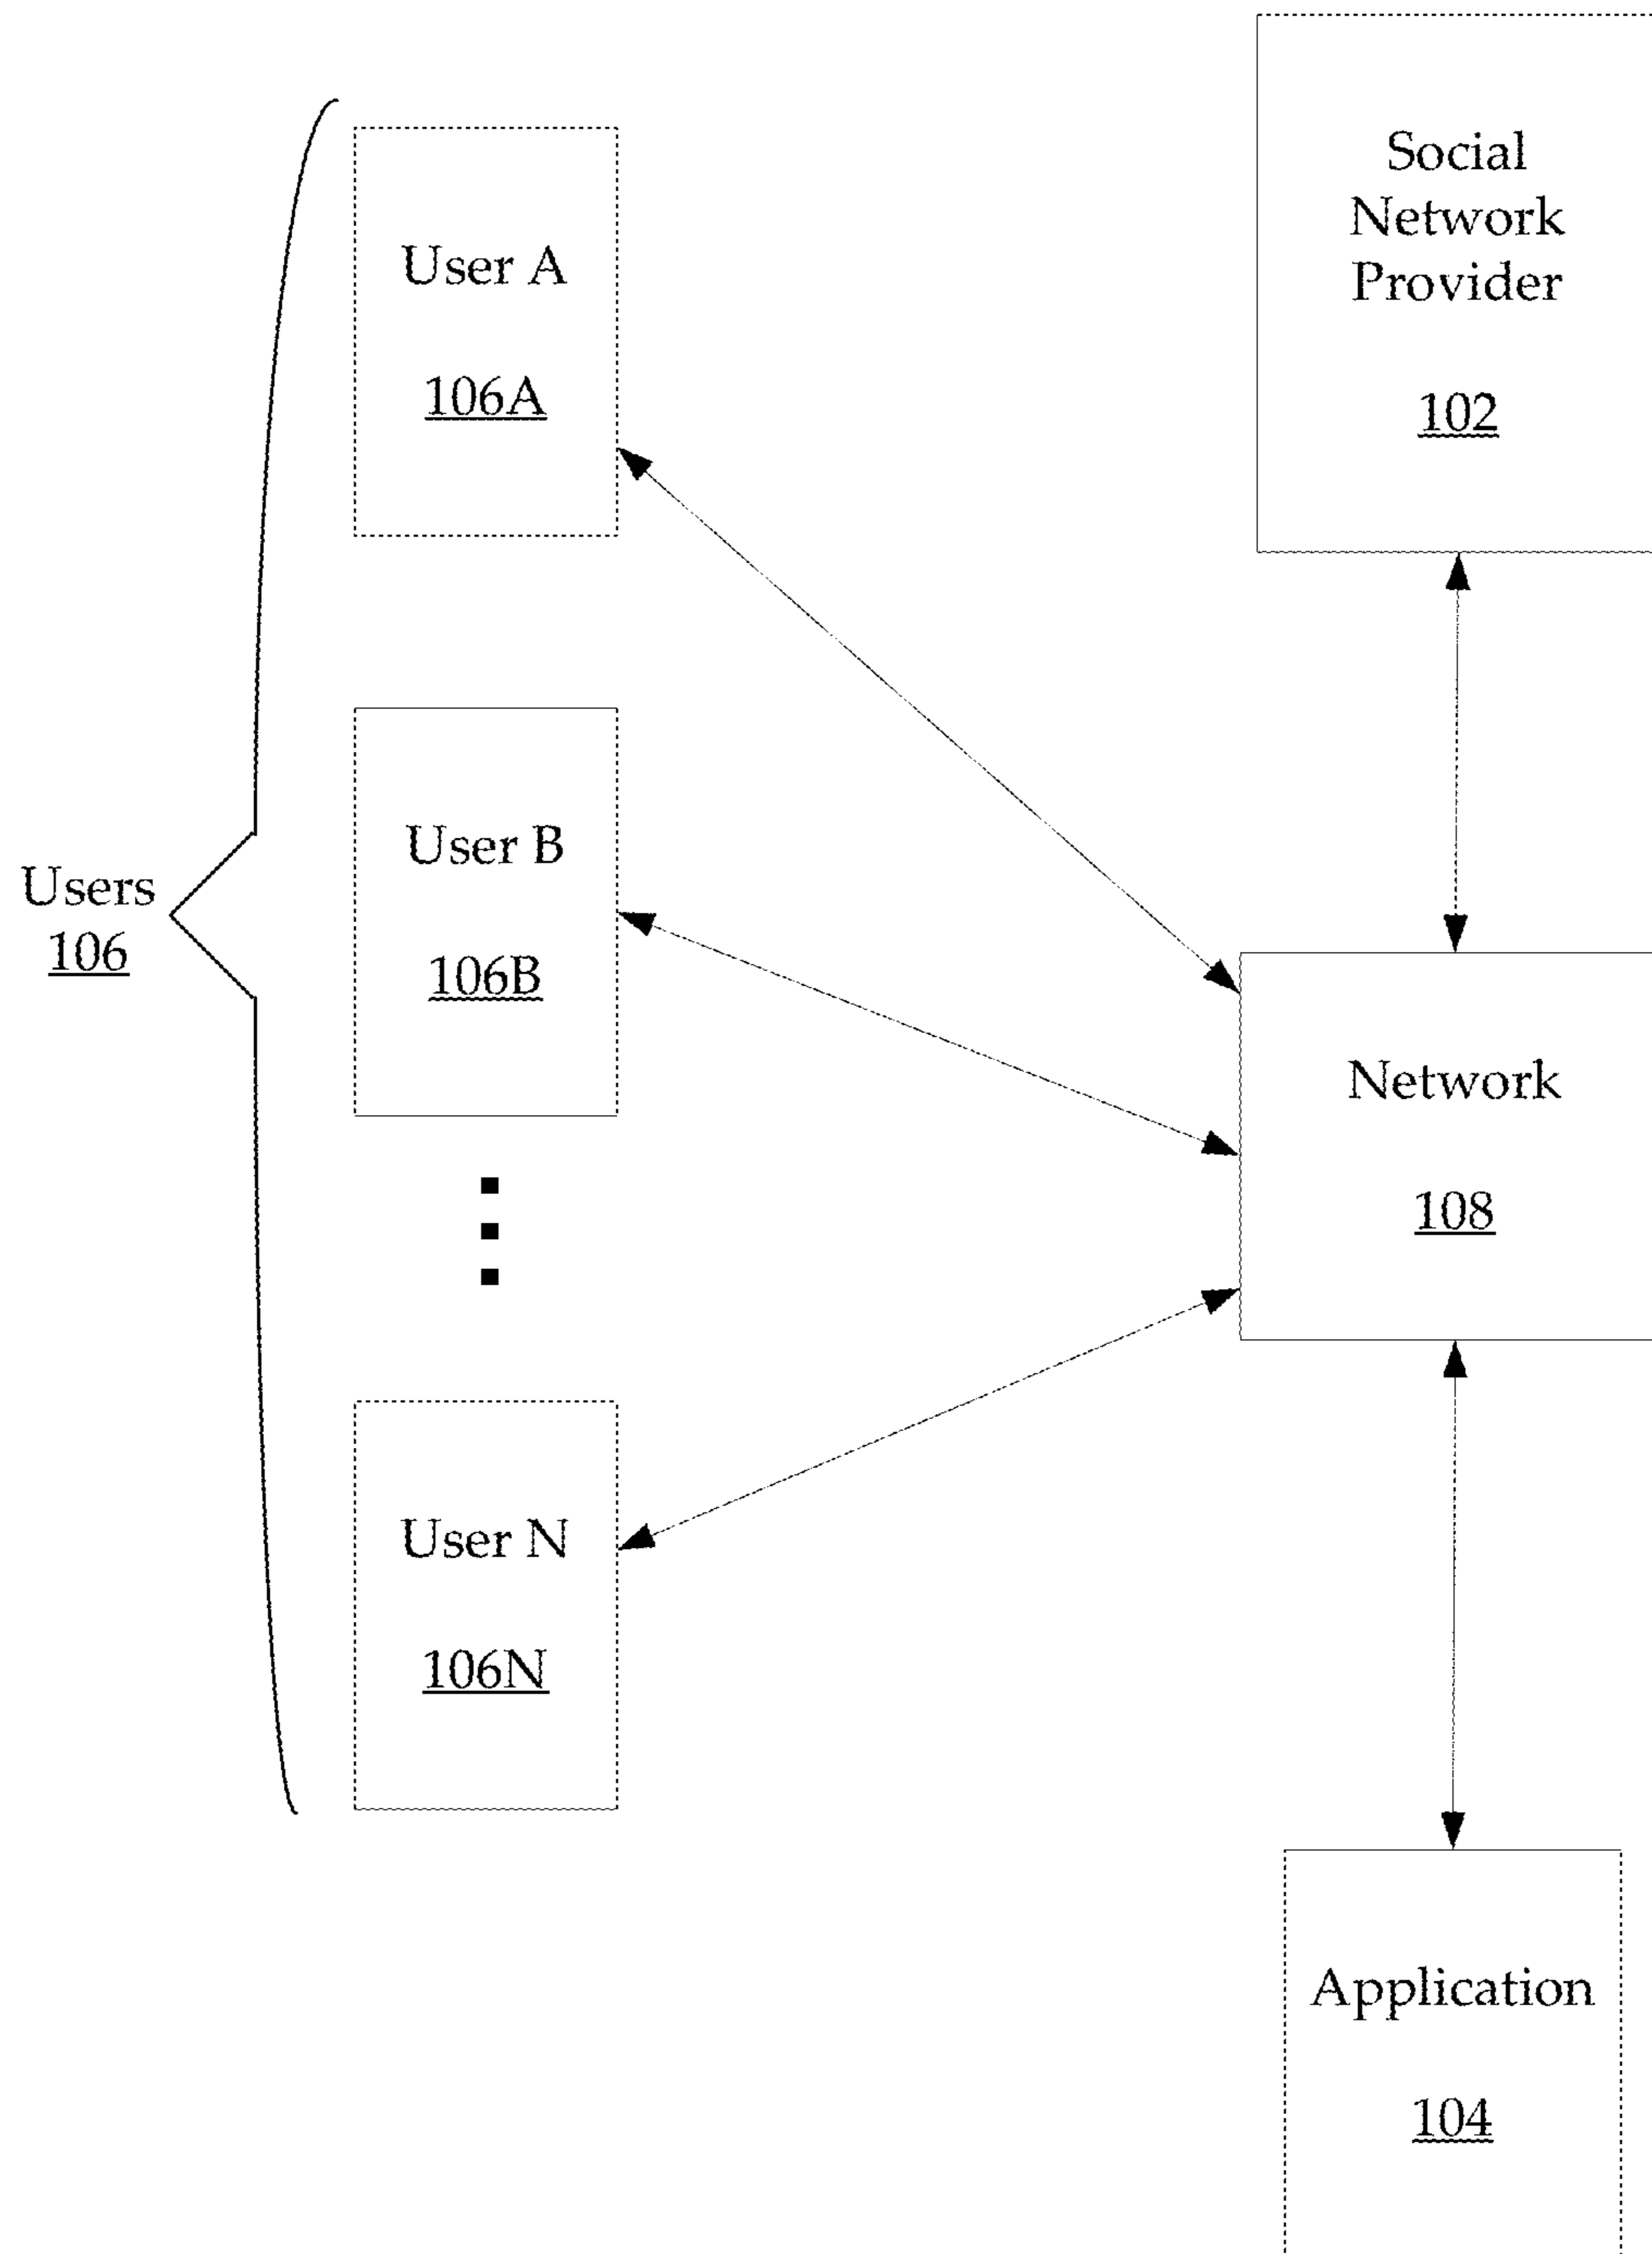 Social
Network
Provider
102
User A
106A
User B
106B
Users
106
Network
108
User N
106N
Application
104